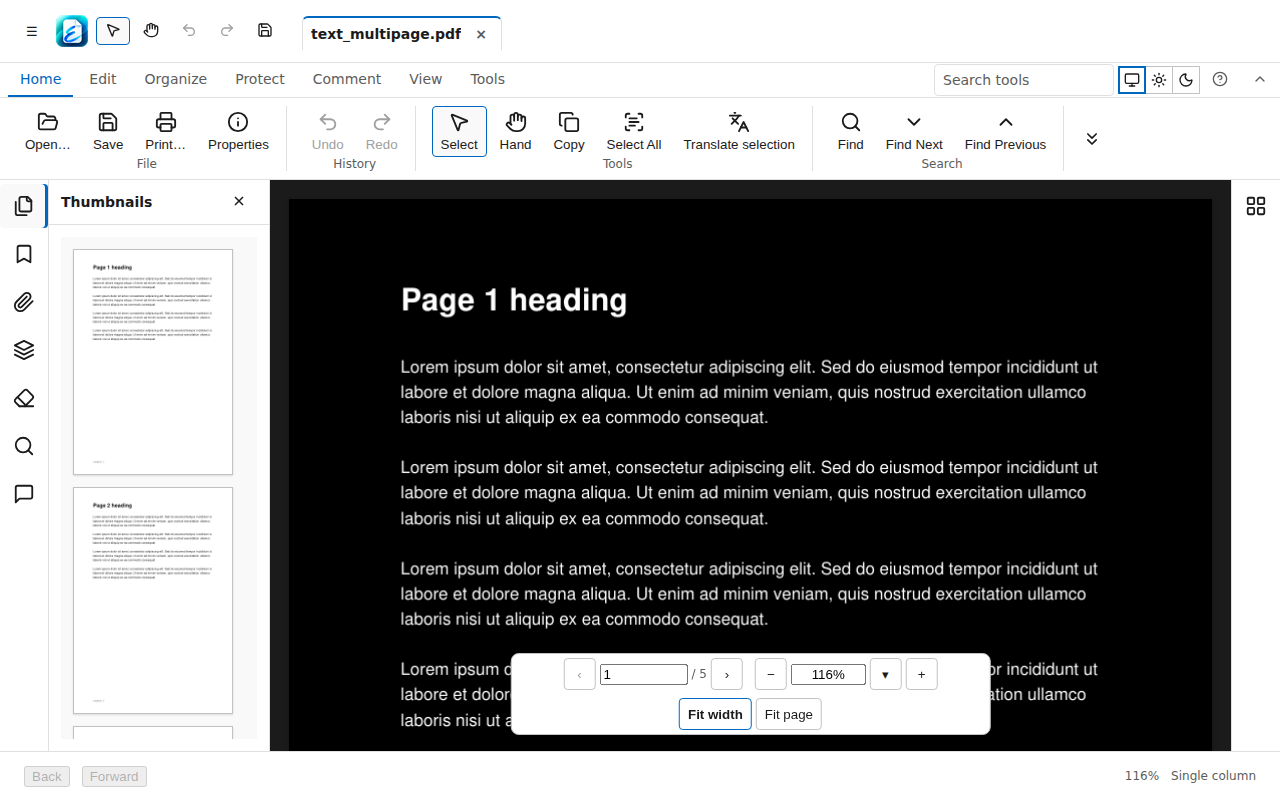 text_multipage.pdf ×
Home Edit Organize Protect Comment View Tools Search tools
Open… Save Print… Properties Undo Redo Select Hand Copy Select All Translate selection Find Find Next Find Previous
File History Tools Search
Thumbnails
Page 1 heading
Page 2 heading
Page 1 heading
Lorem ipsum dolor sit amet, consectetur adipiscing elit. Sed do eiusmod tempor incididunt ut
labore et dolore magna aliqua. Ut enim ad minim veniam, quis nostrud exercitation ullamco
laboris nisi ut aliquip ex ea commodo consequat.
Lorem ipsum dolor sit amet, consectetur adipiscing elit. Sed do eiusmod tempor incididunt ut
labore et dolore magna aliqua. Ut enim ad minim veniam, quis nostrud exercitation ullamco
laboris nisi ut aliquip ex ea commodo consequat.
Lorem ipsum dolor sit amet, consectetur adipiscing elit. Sed do eiusmod tempor incididunt ut
labore et dolore magna aliqua. Ut enim ad minim veniam, quis nostrud exercitation ullamco
laboris nisi ut aliquip ex ea commodo consequat.
Lorem ipsum d or incididunt ut
labore et dolor ation ullamco
laboris nisi ut a
‹ 1 / 5 › − 116% ▾ +
Fit width Fit page
Back Forward 116% Single column